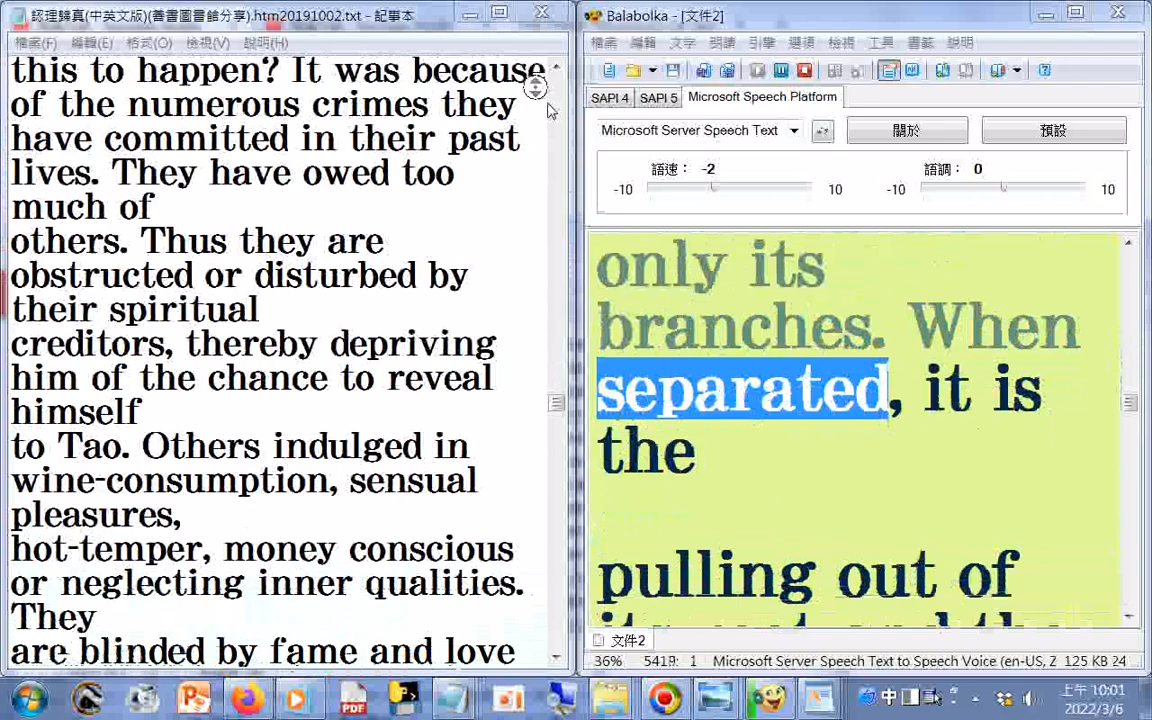 認理歸真(中英文版)(善書圖書館分享).htm20191002.txt - 記事本
檔案(F) 編輯(E) 格式(O) 檢視(V) 說明(H)
this to happen? It was because
of the numerous crimes they
have committed in their past
lives. They have owed too
much of
others. Thus they are
obstructed or disturbed by
their spiritual
creditors, thereby depriving
him of the chance to reveal
himself
to Tao. Others indulged in
wine-consumption, sensual
pleasures,
hot-temper, money conscious
or neglecting inner qualities.
They
are blinded by fame and love
Balabolka - [文件2]
檔案 編輯 文字 朗讀 引擎 選項 檢視 工具 書籤 說明
SAPI 4 SAPI 5 Microsoft Speech Platform
Microsoft Server Speech Text 關於 預設
語速： -2 語調： 0
-10 10 -10 10
only its
branches. When
separated, it is
the
pulling out of
its root and the
文件2
36% 5419: 1 Microsoft Server Speech Text to Speech Voice (en-US, Z 125 KB 24
PDF 中 上午 10:01
2022/3/6